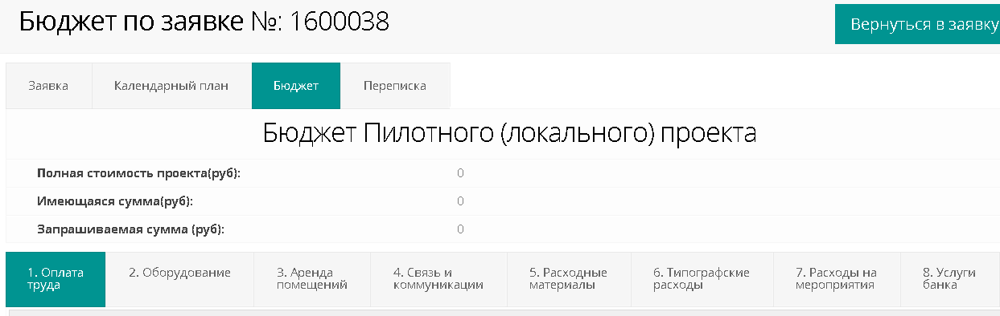 Бюджет по заявке №: 1600038
Вернуться в заявку
Заявка Календарный план Бюджет Переписка
Бюджет Пилотного (локального) проекта
Полная стоимость проекта(руб): 0
Имеющаяся сумма(руб): 0
Запрашиваемая сумма (руб): 0
1. Оплата труда
2. Оборудование
3. Аренда помещений
4. Связь и коммуникации
5. Расходные материалы
6. Типографские расходы
7. Расходы на мероприятия
8. Услуги банка